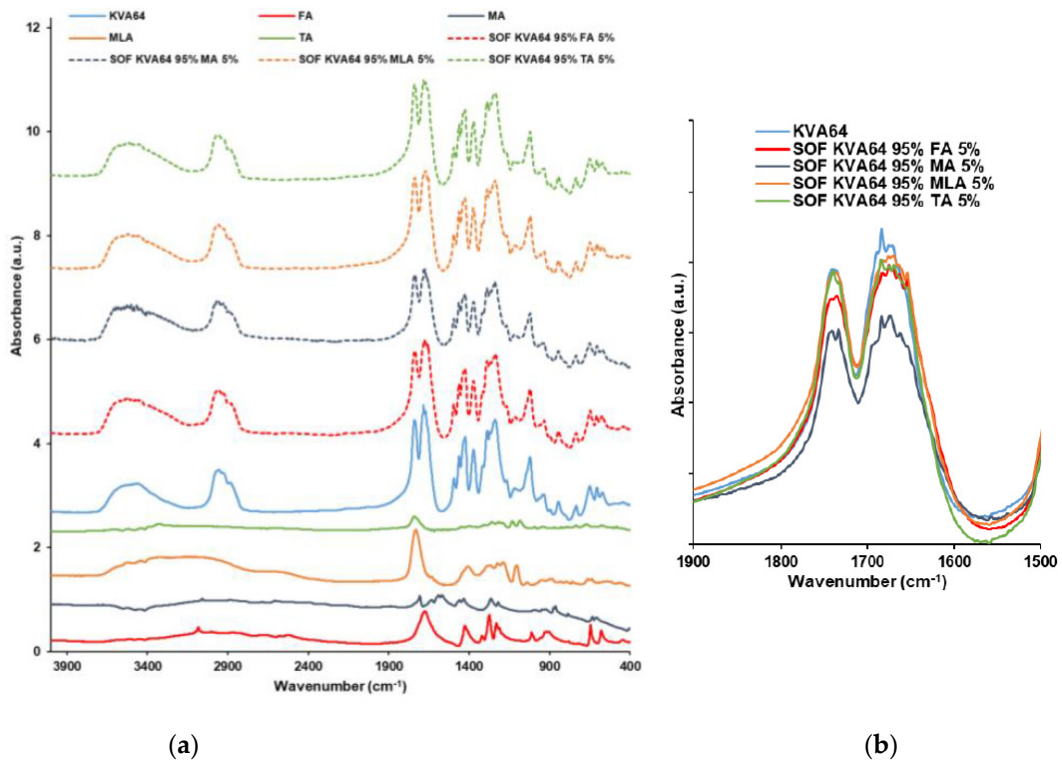 (a)
12
KVA64 FA MA
MLA TA SOF KVA64 95% FA 5%
SOF KVA64 95% MA 5% SOF KVA64 95% MLA 5% SOF KVA64 95% TA 5%
10
8
6
4
2
0
Absorbance (a.u.)
3900 3400 2900 2400 1900 1400 900 400
Wavenumber (cm⁻¹)
KVA64
SOF KVA64 95% FA 5%
SOF KVA64 95% MA 5%
SOF KVA64 95% MLA 5%
SOF KVA64 95% TA 5%
Absorbance (a.u.)
1900 1800 1700 1600 1500
Wavenumber (cm⁻¹)
(a) (b)